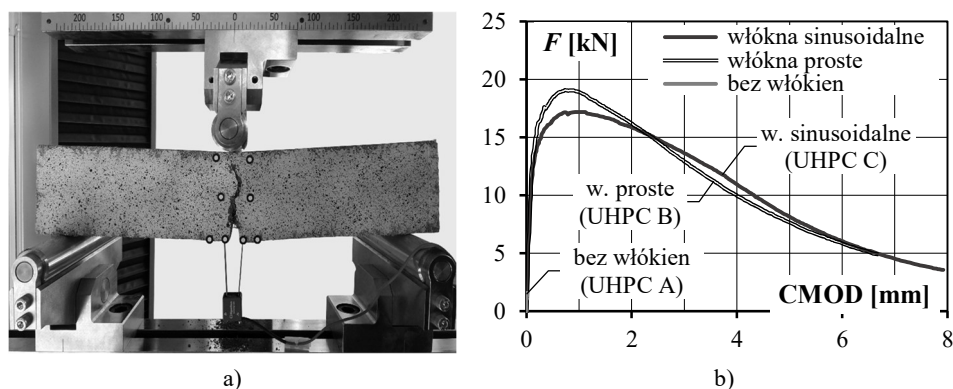 200 150 100 50 0 50 100 150 200
a)
F [kN]
25
20
15
10
5
0
włókna sinusoidalne
włókna proste
bez włókien
w. sinusoidalne
(UHPC C)
w. proste
(UHPC B)
bez włókien
(UHPC A)
CMOD [mm]
0 2 4 6 8
b)